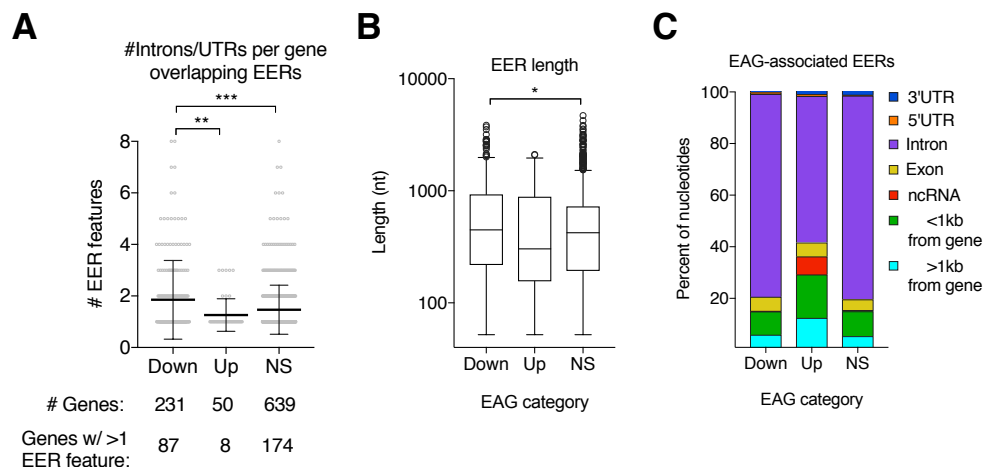 A
#Introns/UTRs per gene
overlapping EERs
***
**
8
6
4
2
0
# EER features
Down Up NS
# Genes: 231 50 639
Genes w/ >1
EER feature: 87 8 174
B
EER length
*
10000
1000
100
Length (nt)
Down Up NS
EAG category
C
EAG-associated EERs
100
80
60
40
20
Percent of nucleotides
Down Up NS
EAG category
3'UTR
5'UTR
Intron
Exon
ncRNA
<1kb
from gene
>1kb
from gene